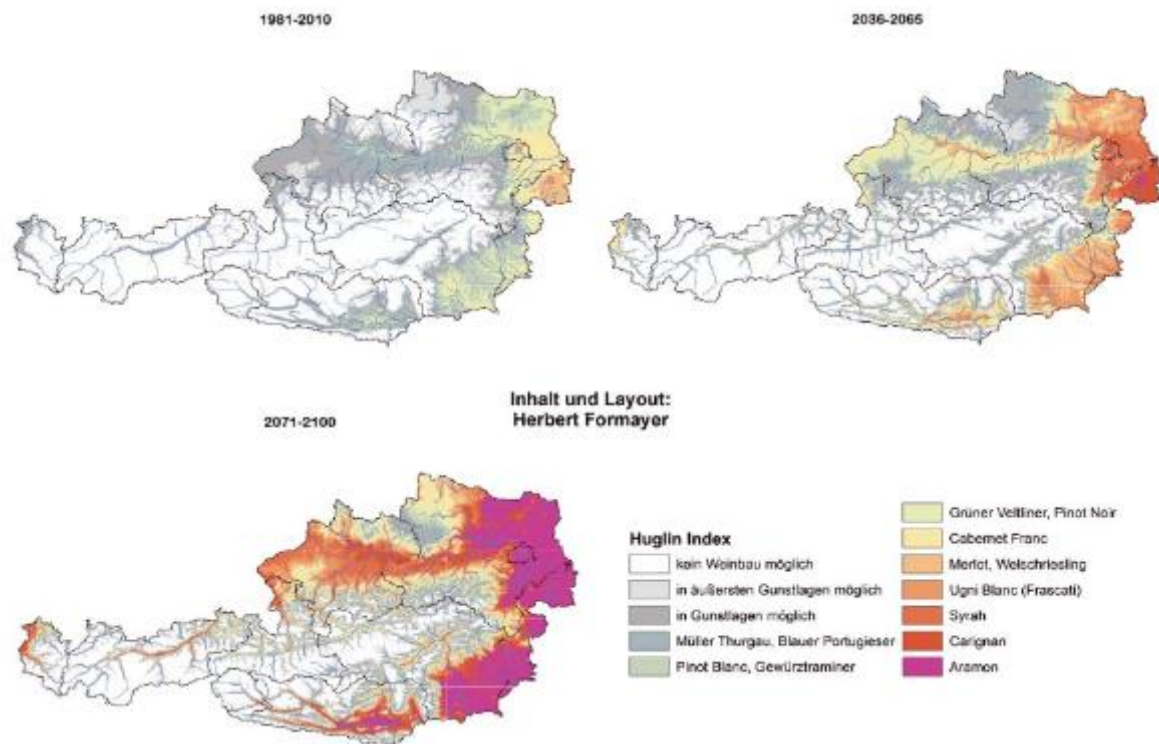 1981-2010
2036-2065
2071-2100
Inhalt und Layout:
Herbert Formayer
Huglin Index
kein Weinbau möglich
in äußersten Gunstlagen möglich
in Gunstlagen möglich
Müller Thurgau, Blauer Portugieser
Pinot Blanc, Gewürztraminer
Grüner Veltliner, Pinot Noir
Cabernet Franc
Merlot, Welschriesling
Ugni Blanc (Frascati)
Syrah
Carignan
Aramon